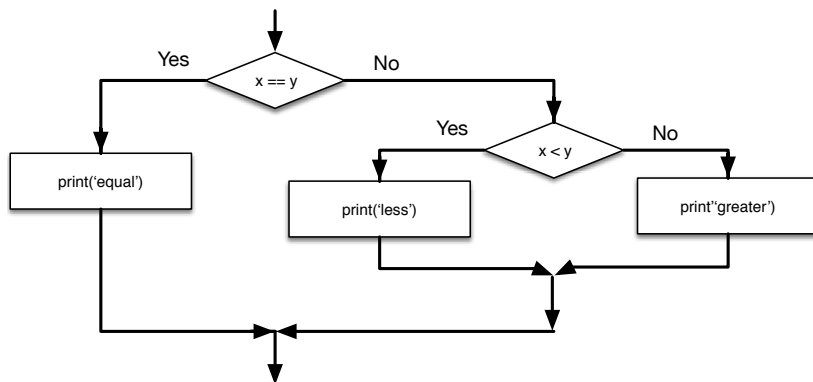 Yes
x == y
No
Yes
x < y
No
print(‘equal’)
print(‘less’)
print’‘greater’)